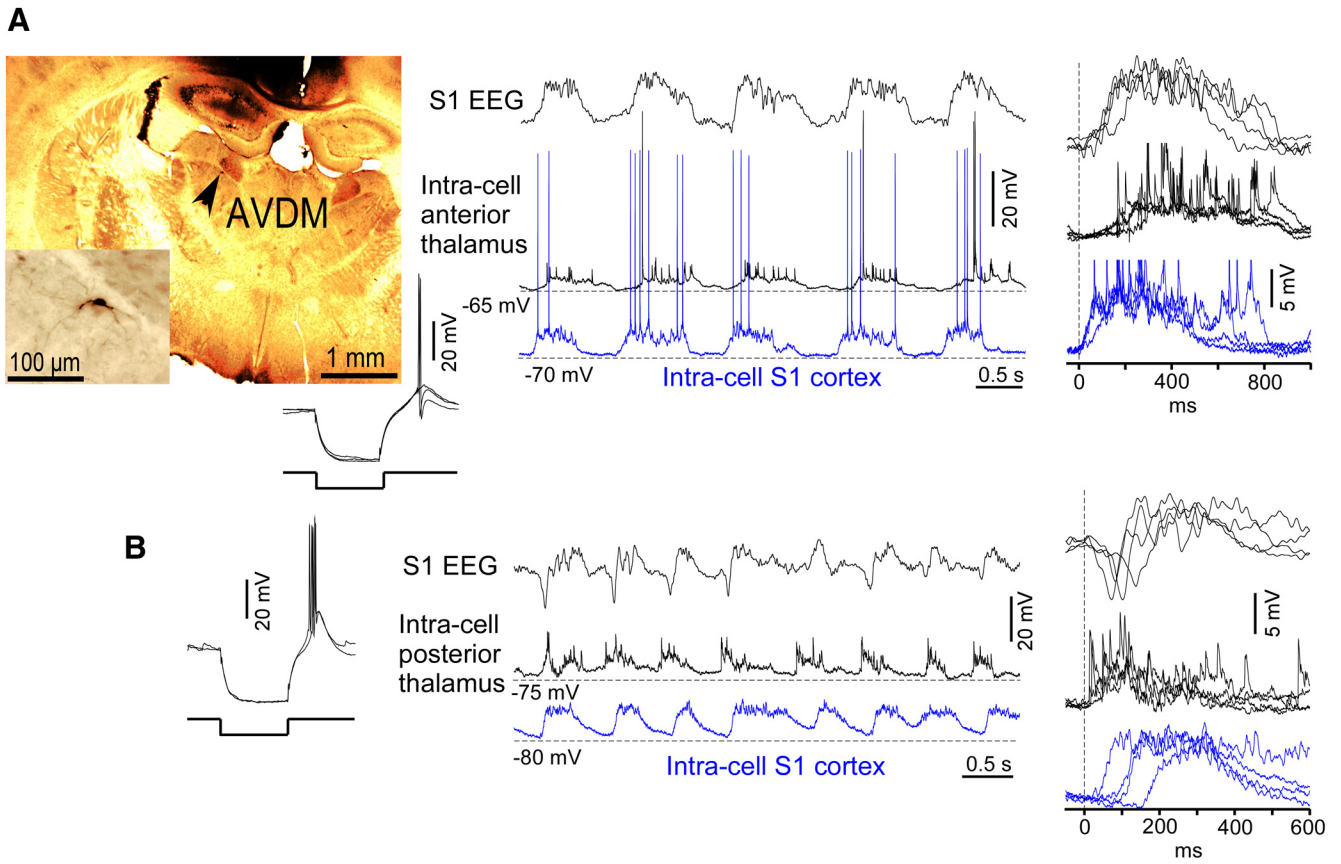 A
S1 EEG
Intra-cell
anterior
thalamus
20 mV
-65 mV
-70 mV
Intra-cell S1 cortex
0.5 s
5 mV
0
400
800
ms
AVDM
100 µm
1 mm
20 mV
B
20 mV
S1 EEG
Intra-cell
posterior
thalamus
20 mV
-75 mV
-80 mV
Intra-cell S1 cortex
0.5 s
5 mV
0
200
400
600
ms